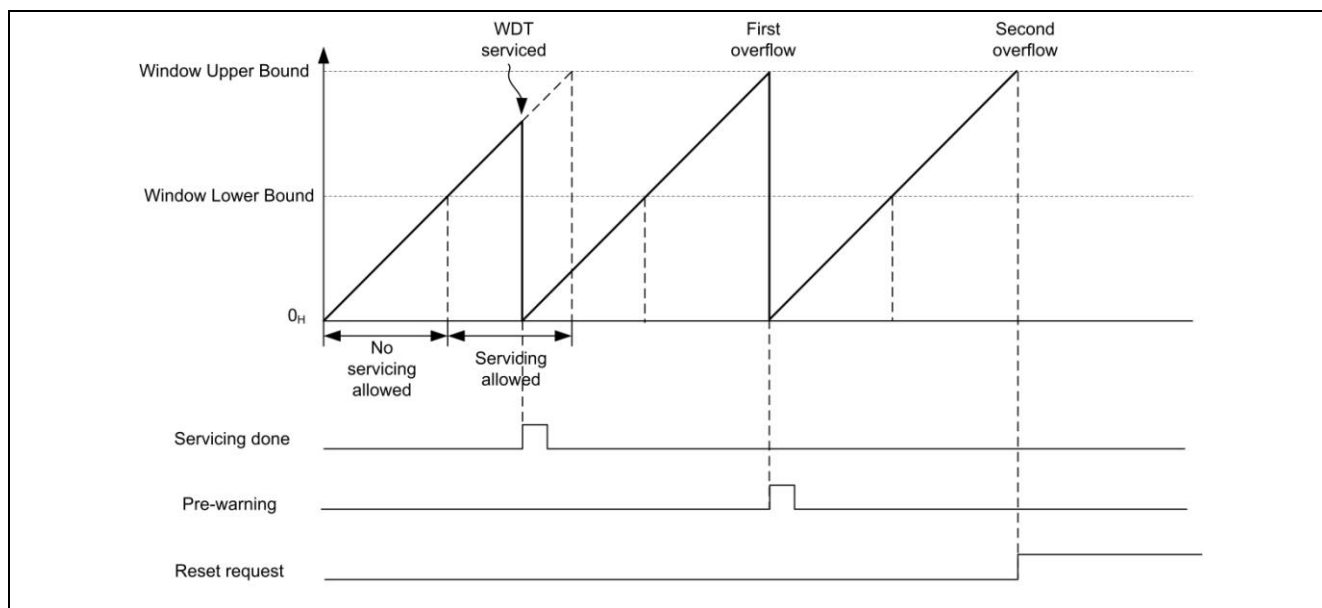 WDT
serviced
First
overflow
Second
overflow
Window Upper Bound
Window Lower Bound
0H
No
servicing
allowed
Serviding
allowed
Servicing done
Pre-warning
Reset request